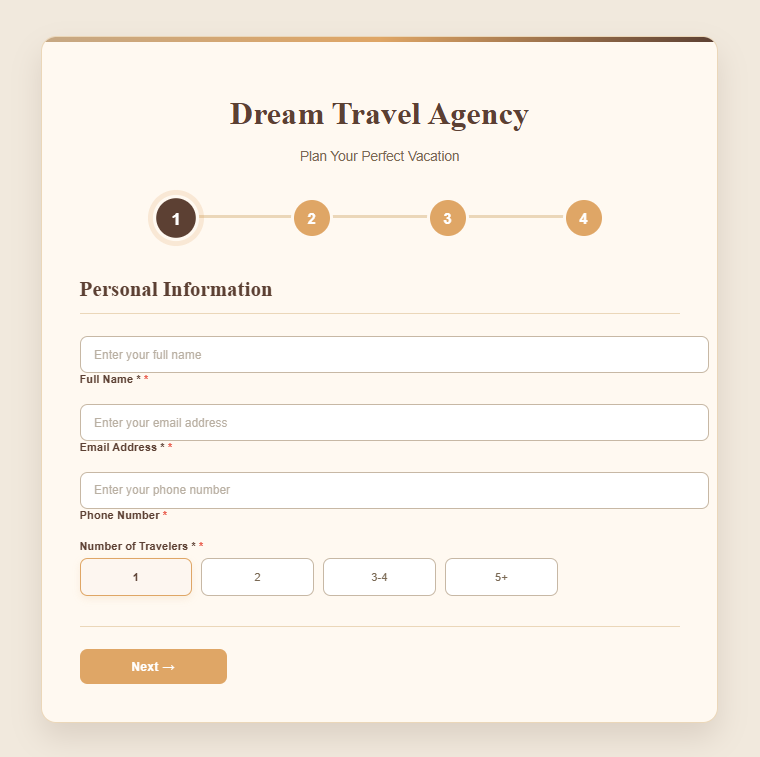 Dream Travel Agency
Plan Your Perfect Vacation
1 2 3 4
Personal Information
Enter your full name
Full Name * *
Enter your email address
Email Address * *
Enter your phone number
Phone Number *
Number of Travelers * *
1 2 3-4 5+
Next →